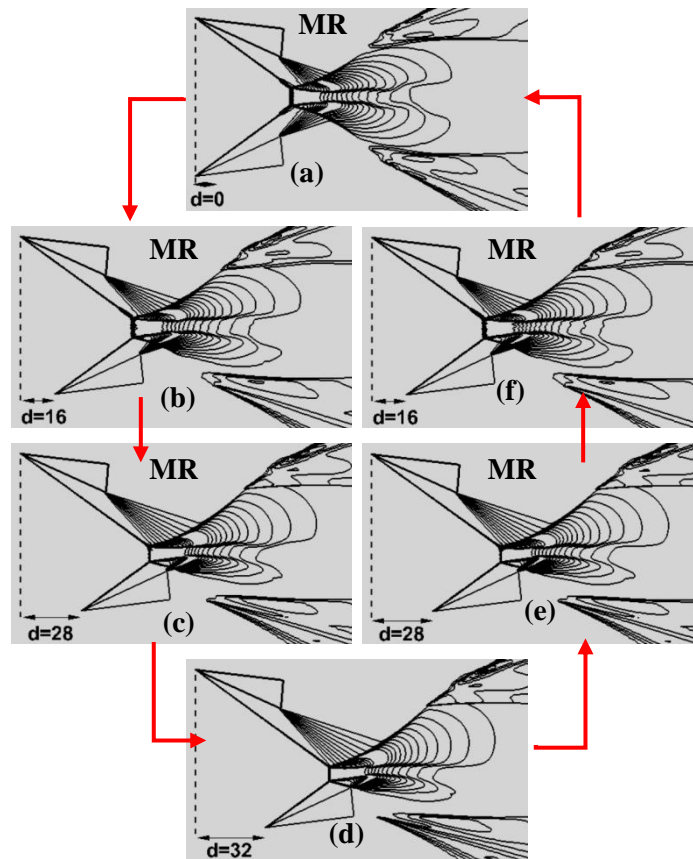 MR
(a)
d=0
MR
(b)
d=16
MR
(f)
d=16
MR
(c)
d=28
MR
(e)
d=28
(d)
d=32